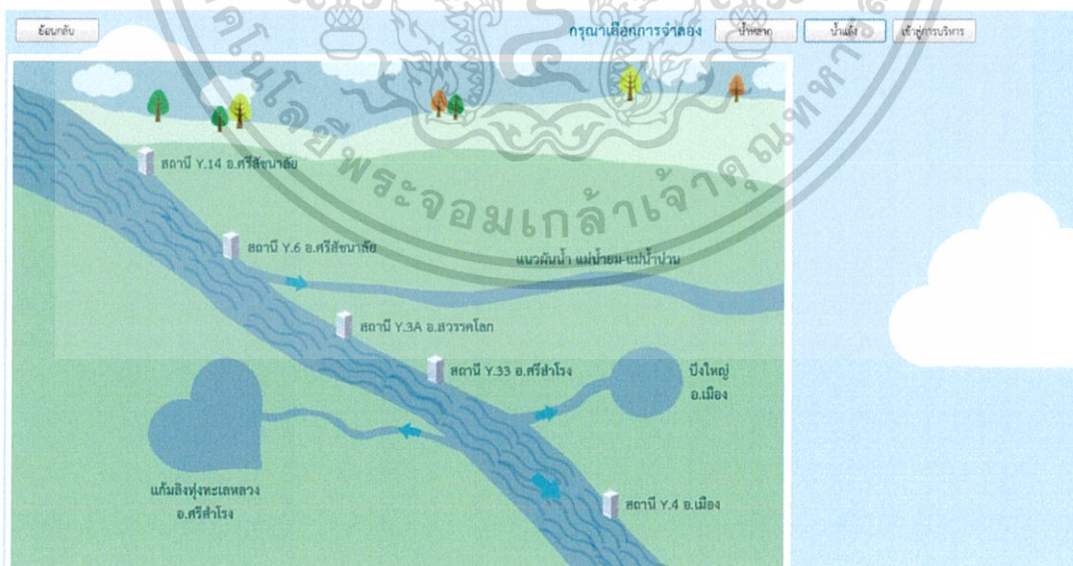 ย้อนกลับ
กรุณาเลือกการจำลอง
น้ำหลาก
น้ำแล้ง
เข้าสู่การบริหาร
สถานี Y.14 อ.ศรีสัชนาลัย
สถานี Y.6 อ.ศรีสัชนาลัย
แนวผันน้ำ แม่น้ำยม-แม่น้ำน่าน
สถานี Y.3A อ.สวรรคโลก
สถานี Y.33 อ.ศรีสำโรง
บึงใหญ่
อ.เมือง
แก้มลิงทุ่งทะเลหลวง
อ.ศรีสำโรง
สถานี Y.4 อ.เมือง
คโนโลยีพระจอมเกล้าเจ้าคุณทหาร